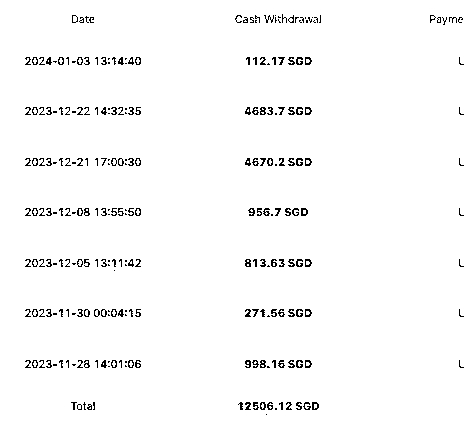 Date Cash Withdrawal Payme
2024-01-03 13:14:40 112.17 SGD U
2023-12-22 14:32:35 4683.7 SGD U
2023-12-21 17:00:30 4670.2 SGD U
2023-12-08 13:55:50 956.7 SGD U
2023-12-05 13:11:42 813.63 SGD U
2023-11-30 00:04:15 271.56 SGD U
2023-11-28 14:01:06 998.16 SGD U
Total 12506.12 SGD